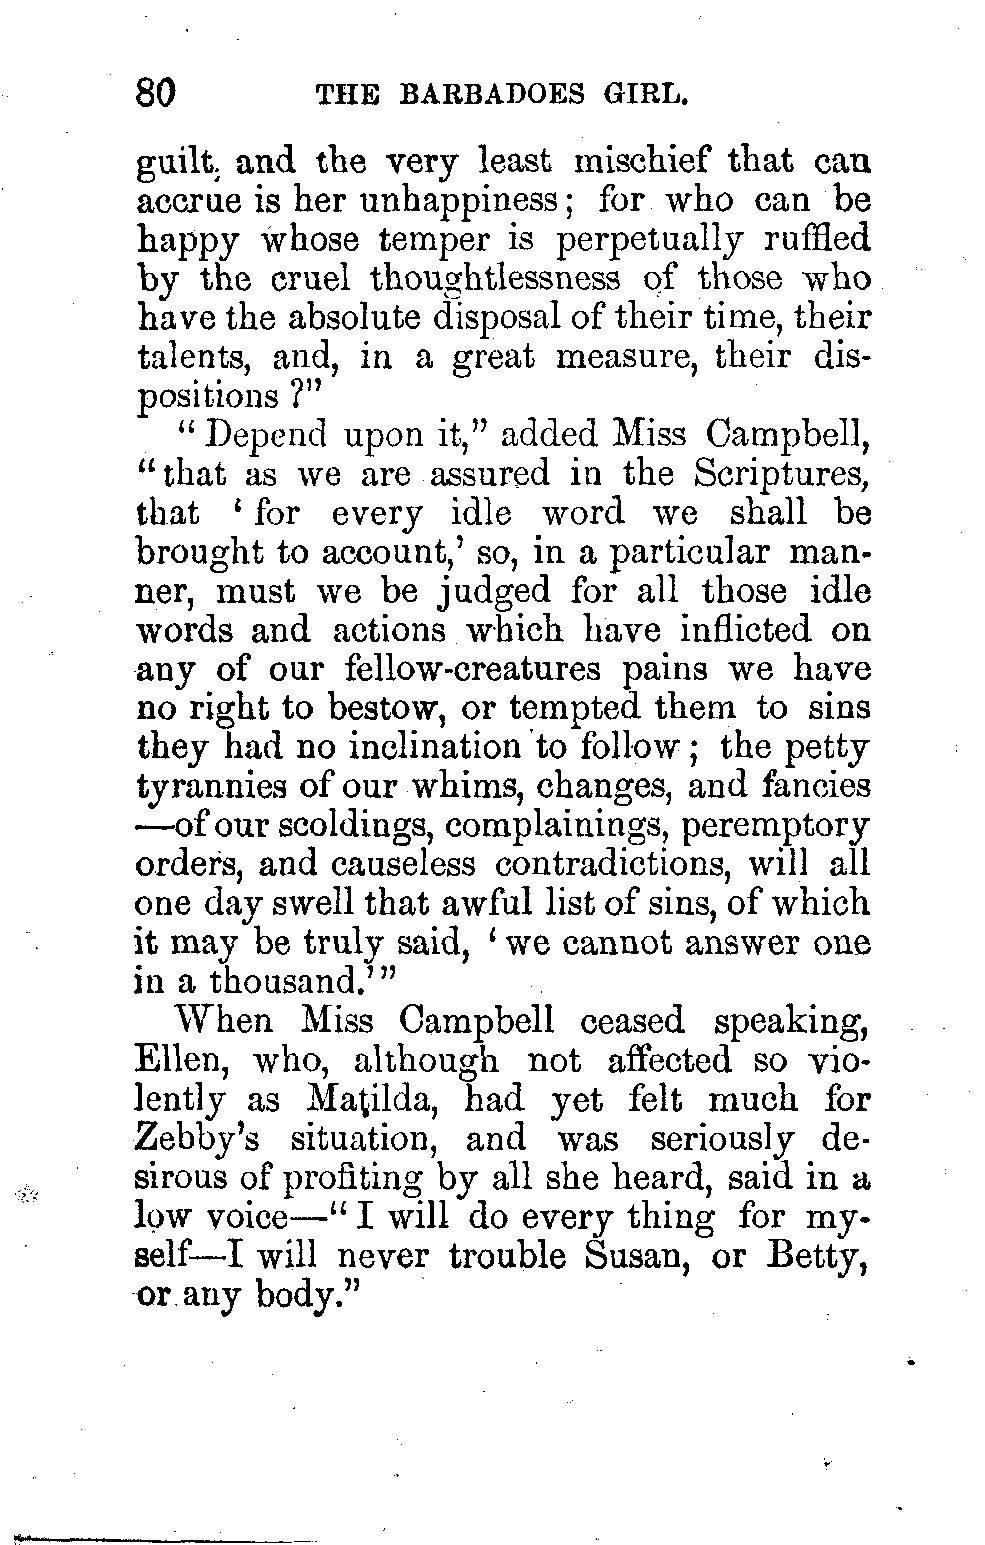 80 THE BARBADOES GIRL.
guilt, and the very least mischief that can
accrue is her unhappiness; for who can be
happy whose temper is perpetually ruffled
by the cruel thoughtlessness of those who
have the absolute disposal of their time, their
talents, and, in a great measure, their dis-
positions?"
"Depend upon it," added Miss Campbell,
"that as we are assured in the Scriptures,
that 'for every idle word we shall be
brought to account,' so, in a particular man-
ner, must we be judged for all those idle
words and actions which have inflicted on
any of our fellow-creatures pains we have
no right to bestow, or tempted them to sins
they had no inclination to follow; the petty
tyrannies of our whims, changes, and fancies
—of our scoldings, complainings, peremptory
orders, and causeless contradictions, will all
one day swell that awful list of sins, of which
it may be truly said, 'we cannot answer one
in a thousand.'"
When Miss Campbell ceased speaking,
Ellen, who, although not affected so vio-
lently as Matilda, had yet felt much for
Zebby's situation, and was seriously de-
sirous of profiting by all she heard, said in a
low voice—"I will do every thing for my-
self—I will never trouble Susan, or Betty,
or any body."